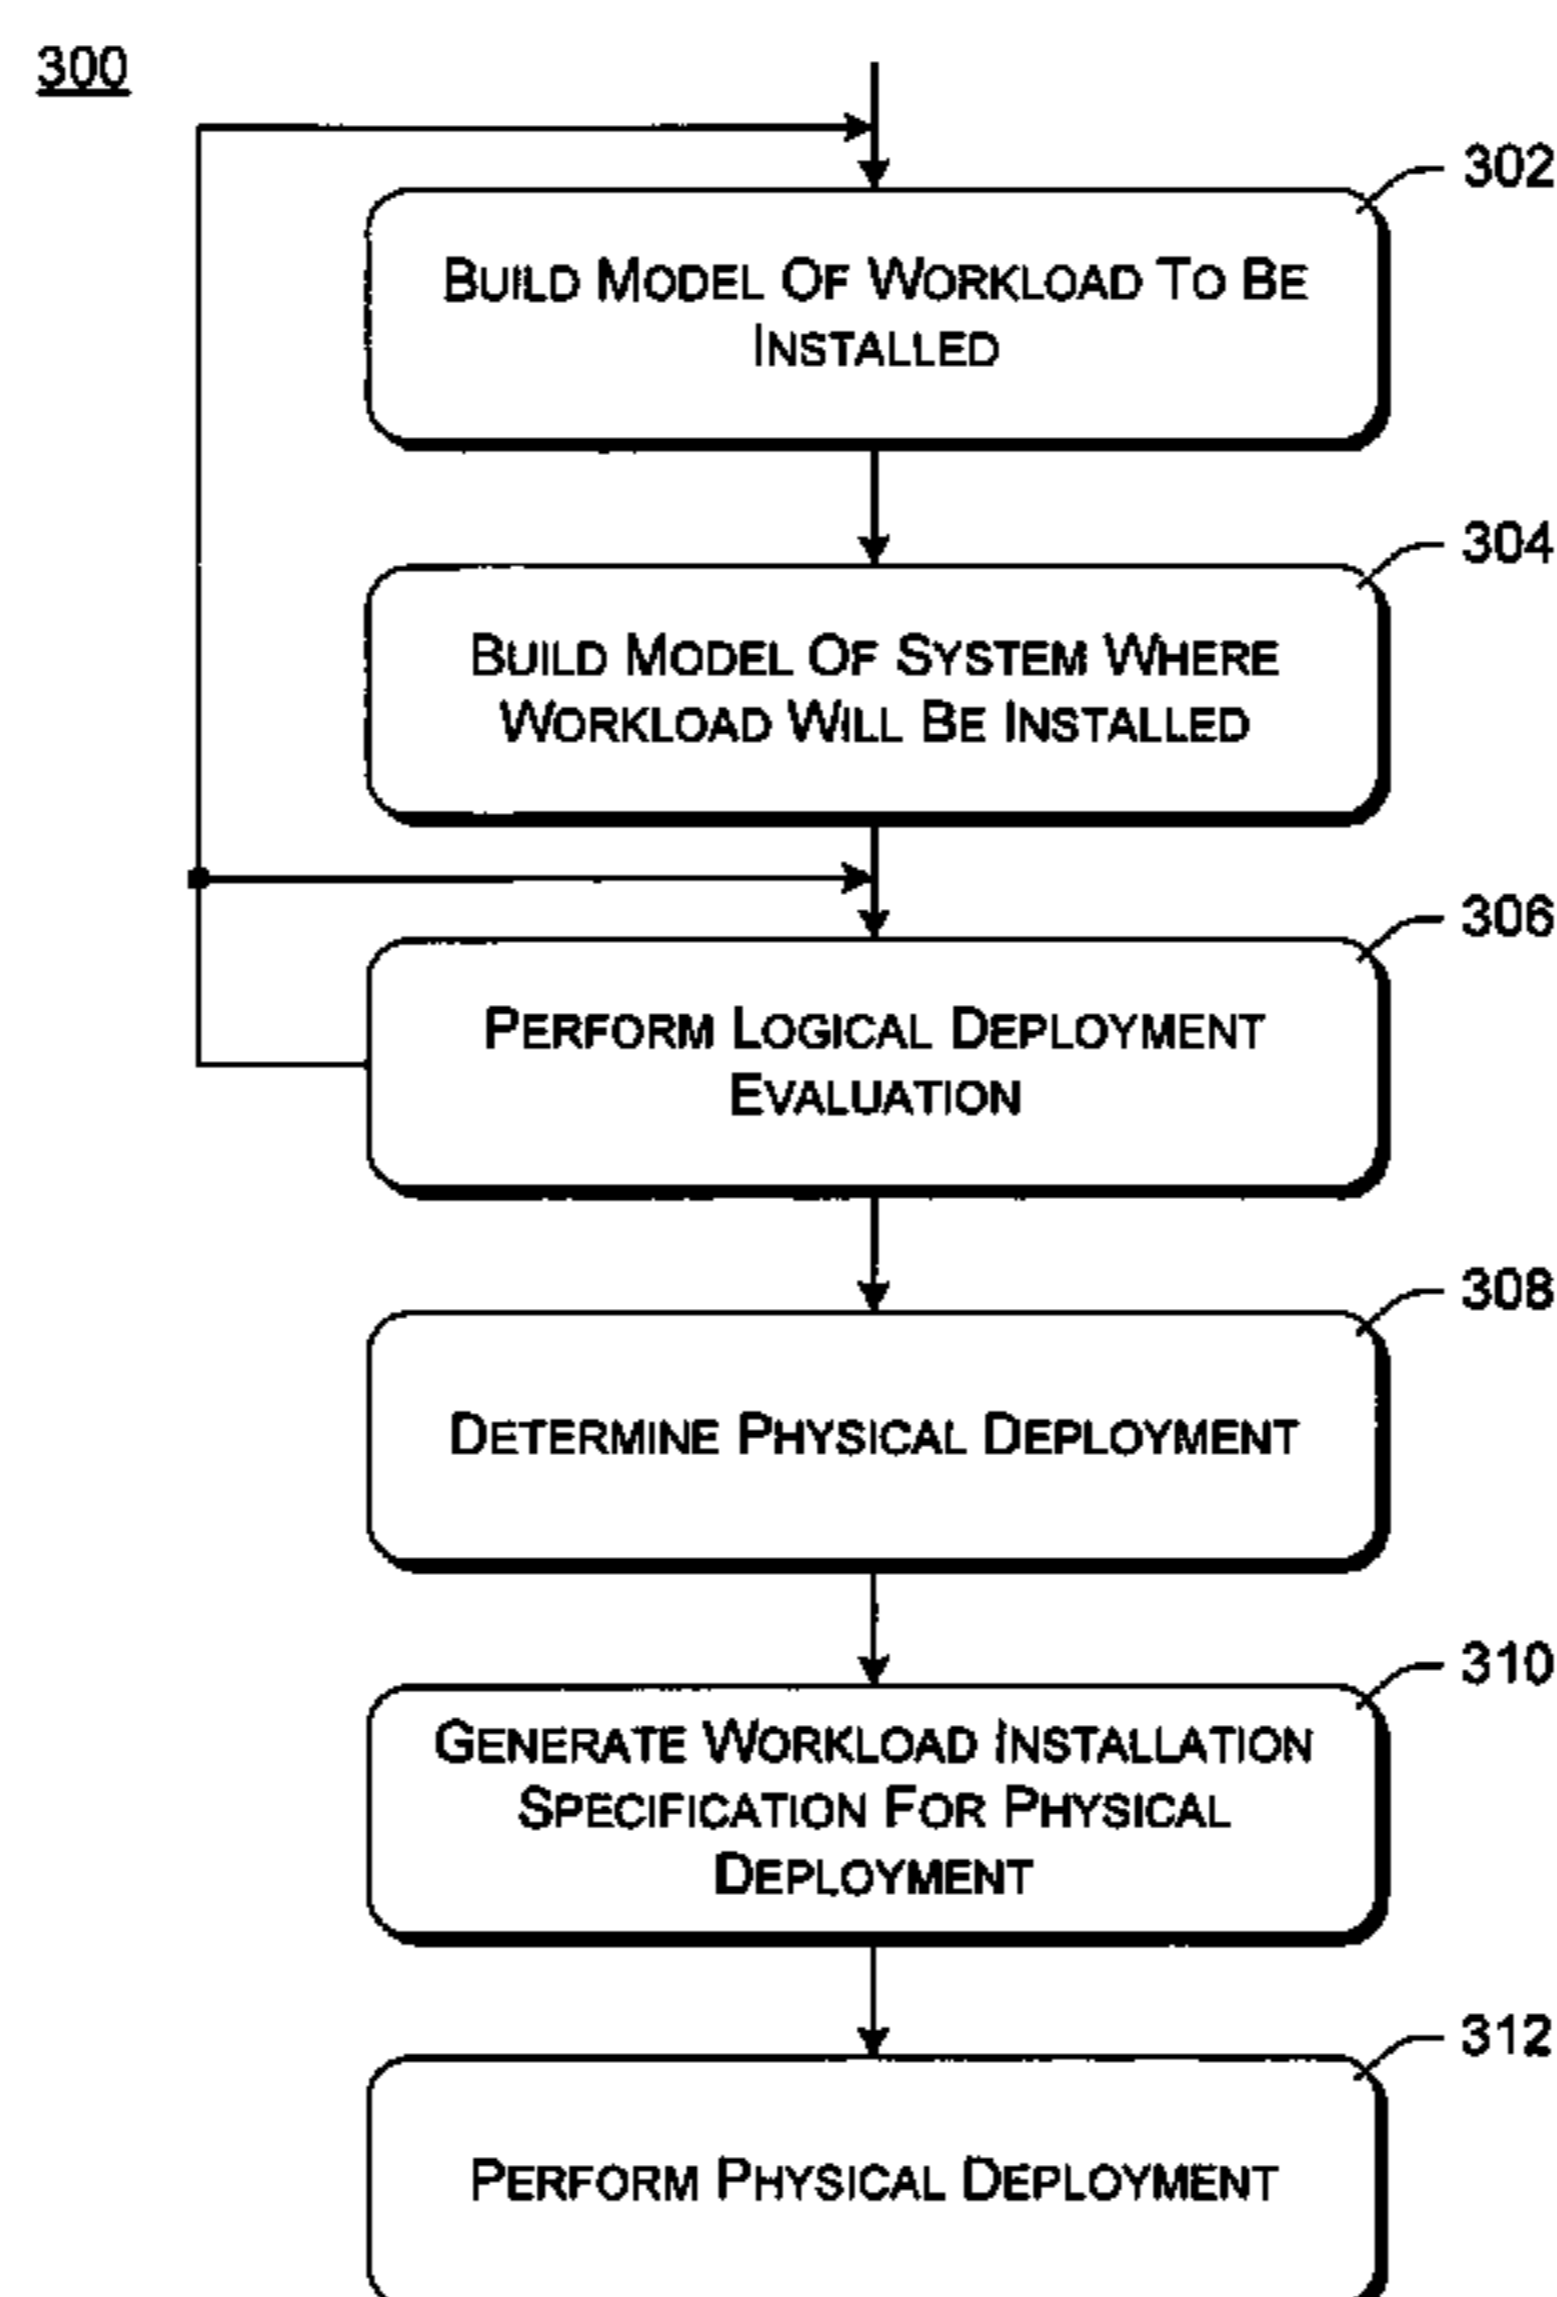 300
302
BUILD MODEL OF WORKLOAD TO BE
INSTALLED
304
BUILD MODEL OF SYSTEM WHERE
WORKLOAD WILL BE INSTALLED
306
PERFORM LOGICAL DEPLOYMENT
EVALUATION
308
DETERMINE PHYSICAL DEPLOYMENT
310
GENERATE WORKLOAD INSTALLATION
SPECIFICATION FOR PHYSICAL
DEPLOYMENT
312
PERFORM PHYSICAL DEPLOYMENT